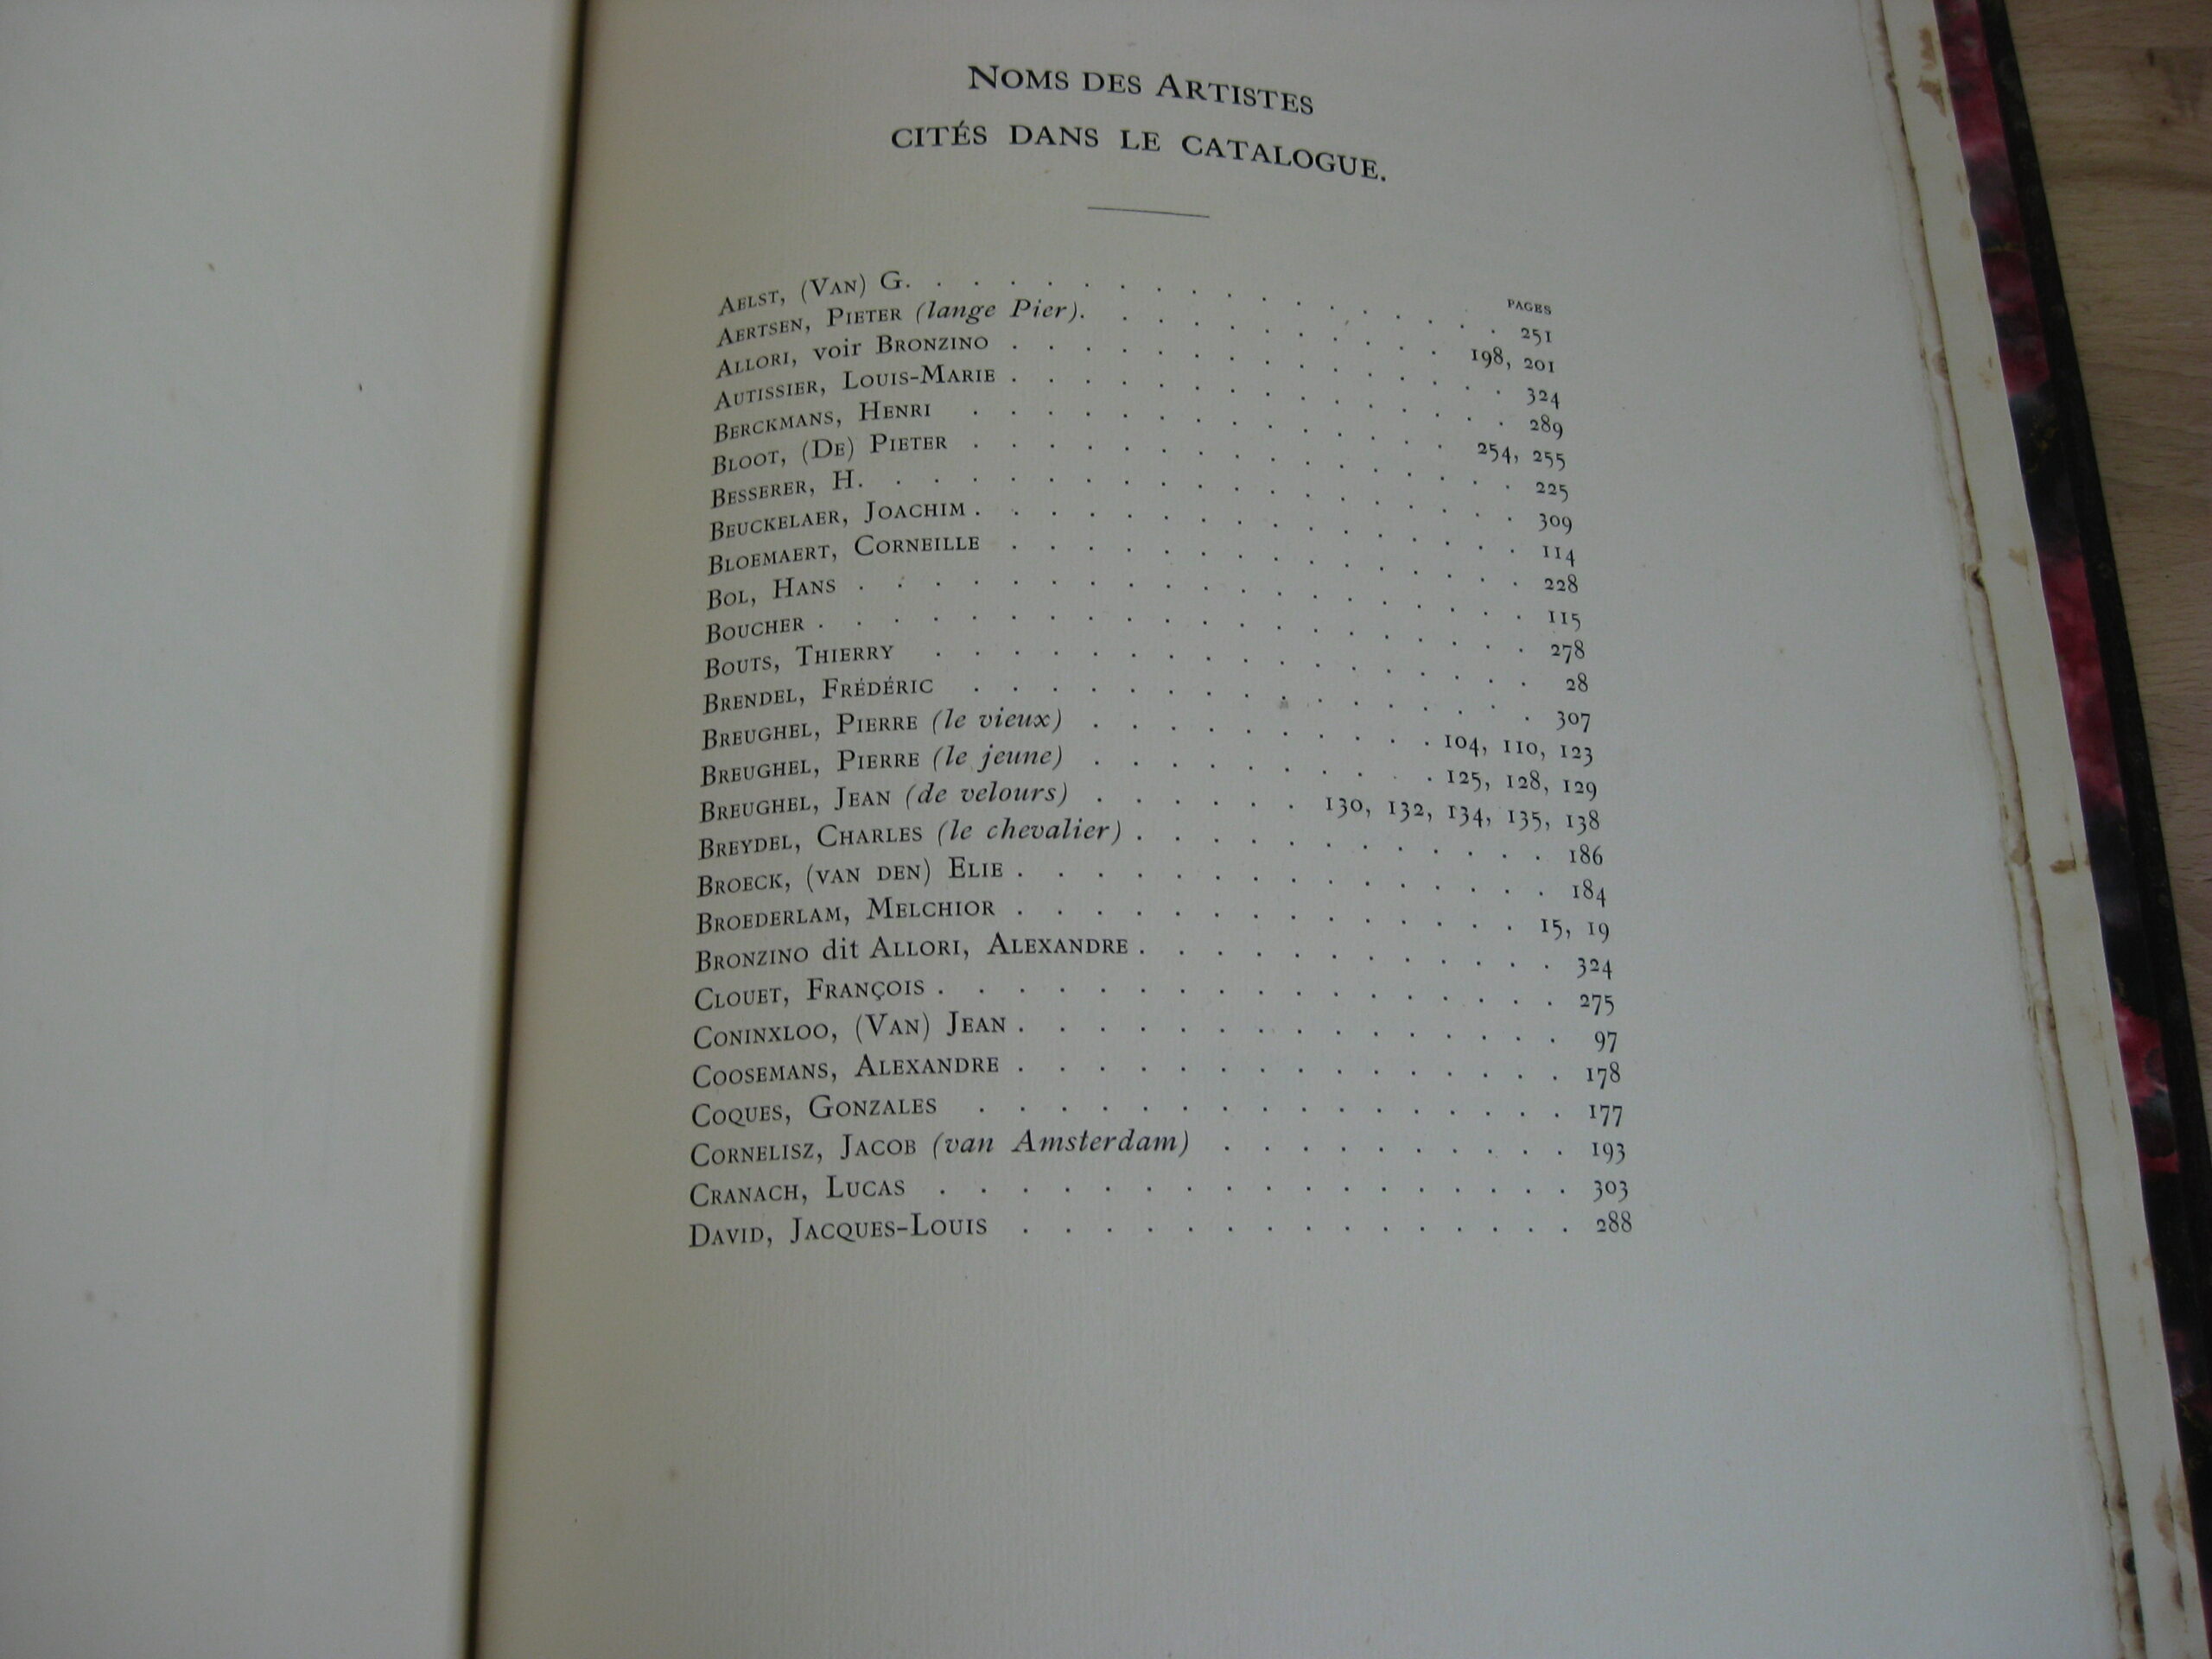 NOMS DES ARTISTES
CITÉS DANS LE CATALOGUE.
PAGES
AELST, (VAN) G. . . . . . . . . . . . . . . . . 251
AERTSEN, PIETER (lange Pier). . . . . . . . . . 198, 201
ALLORI, voir BRONZINO . . . . . . . . . . . . . 324
AUTISSIER, LOUIS-MARIE . . . . . . . . . . . . . 289
BERCKMANS, HENRI . . . . . . . . . . . . . 254, 255
BLOOT, (DE) PIETER . . . . . . . . . . . . . . 225
BESSERER, H. . . . . . . . . . . . . . . . . . 309
BEUCKELAER, JOACHIM . . . . . . . . . . . . . . 114
BLOEMAERT, CORNEILLE . . . . . . . . . . . . . 228
BOL, HANS . . . . . . . . . . . . . . . . . . 115
BOUCHER . . . . . . . . . . . . . . . . . . . 278
BOUTS, THIERRY . . . . . . . . . . . . . . . . 28
BRENDEL, FRÉDÉRIC . . . . . . . . . . . . . . . 307
BREUGHEL, PIERRE (le vieux) . . . . . . . . . 104, 110, 123
BREUGHEL, PIERRE (le jeune) . . . . . . . . . 125, 128, 129
BREUGHEL, JEAN (de velours) . . . . . . 130, 132, 134, 135, 138
BREYDEL, CHARLES (le chevalier) . . . . . . . . . . . 186
BROECK, (VAN DEN) ELIE . . . . . . . . . . . . . . 184
BROEDERLAM, MELCHIOR . . . . . . . . . . . . . 15, 19
BRONZINO dit ALLORI, ALEXANDRE . . . . . . . . . . . 324
CLOUET, FRANÇOIS . . . . . . . . . . . . . . . . 275
CONINXLOO, (VAN) JEAN . . . . . . . . . . . . . . 97
COOSEMANS, ALEXANDRE . . . . . . . . . . . . . . 178
COQUES, GONZALES . . . . . . . . . . . . . . . 177
CORNELISZ, JACOB (van Amsterdam) . . . . . . . . . 193
CRANACH, LUCAS . . . . . . . . . . . . . . . . 303
DAVID, JACQUES-LOUIS . . . . . . . . . . . . . . 288